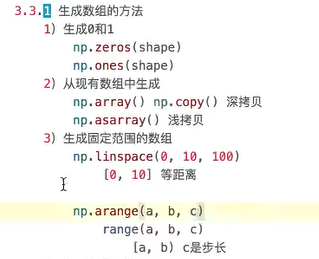 3.3.1 生成数组的方法
1）生成0和1
np.zeros(shape)
np.ones(shape)
2）从现有数组中生成
np.array() np.copy() 深拷贝
np.asarray() 浅拷贝
3）生成固定范围的数组
np.linspace(0, 10, 100)
[0, 10] 等距离
np.arange(a, b, c)
range(a, b, c)
[a, b) c是步长